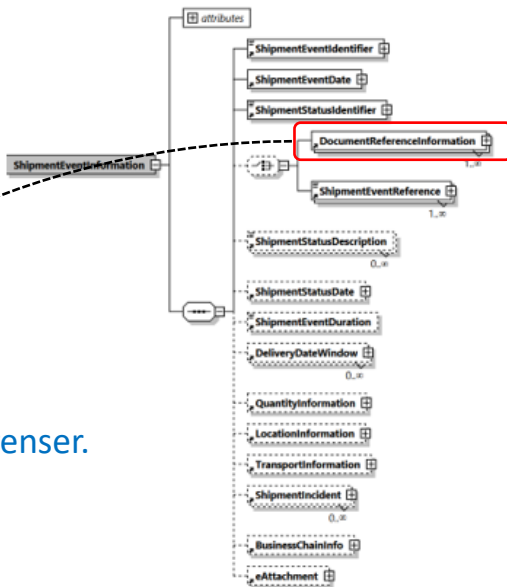 attributes
ShipmentEventIdentifier
ShipmentEventDate
ShipmentStatusIdentifier
DocumentReferenceInformation
1..∞
ShipmentEventInformation
ShipmentEventReference
1..∞
ShipmentStatusDescription
0..∞
ShipmentStatusDate
ShipmentEventDuration
DeliveryDateWindow
0..∞
QuantityInformation
enser.
LocationInformation
TransportInformation
ShipmentIncident
0..∞
BusinessChainInfo
eAttachment